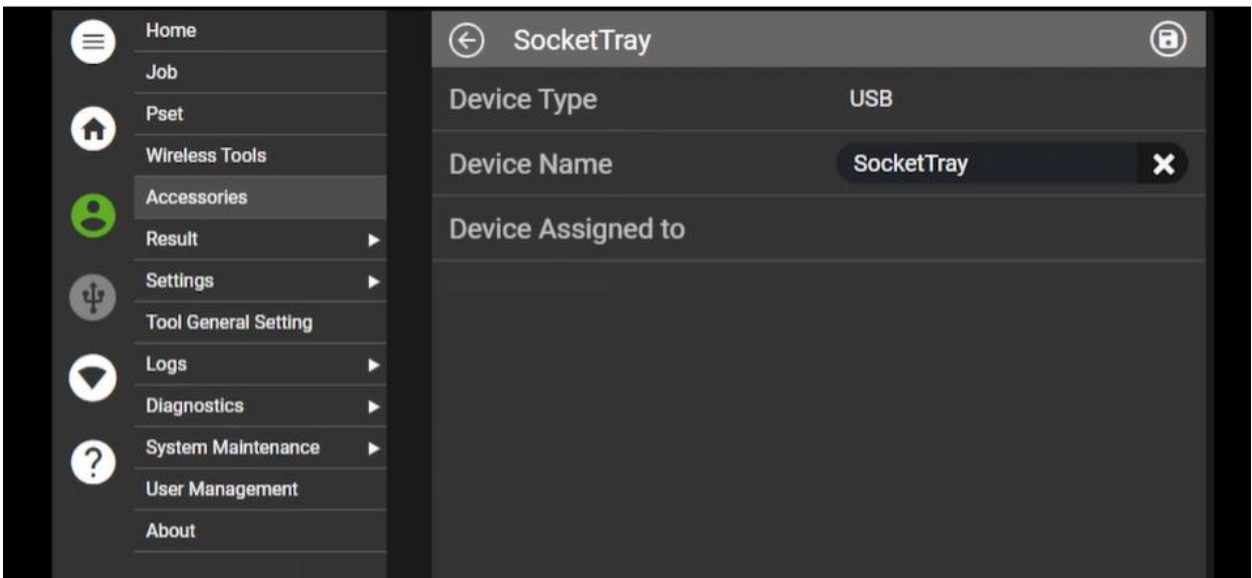 Home
Job
Pset
Wireless Tools
Accessories
Result
Settings
Tool General Setting
Logs
Diagnostics
System Maintenance
User Management
About
SocketTray
Device Type USB
Device Name SocketTray
Device Assigned to